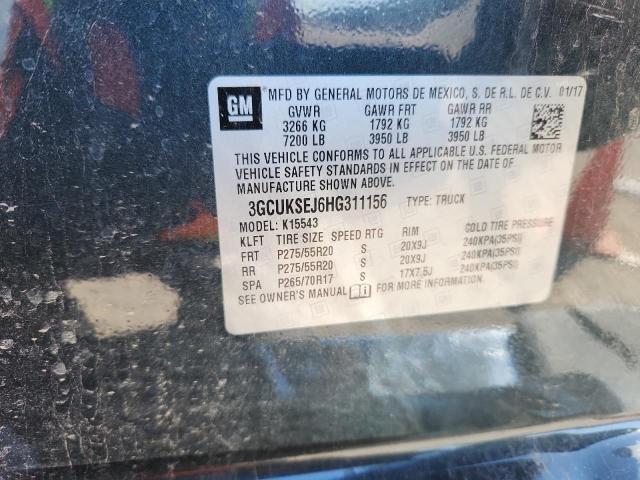 GM
MFD BY GENERAL MOTORS DE MEXICO, S. DE R.L. DE C.V. 01/17
GVWR GAWR FRT GAWR RR
3266 KG 1792 KG 1792 KG
7200 LB 3950 LB 3950 LB
THIS VEHICLE CONFORMS TO ALL APPLICABLE U.S. FEDERAL MOTOR
VEHICLE SAFETY STANDARDS IN EFFECT ON THE DATE OF
MANUFACTURE SHOWN ABOVE.
3GCUKSEJ6HG311156 TYPE: TRUCK
MODEL: K15543
KLFT TIRE SIZE SPEED RTG RIM COLD TIRE PRESSURE
FRT P275/55R20 S 20X9J 240KPA(35PSI)
RR P275/55R20 S 20X9J 240KPA(35PSI)
SPA P265/70R17 S 17X7.5J 240KPA(35PSI)
SEE OWNER'S MANUAL FOR MORE INFORMATION.